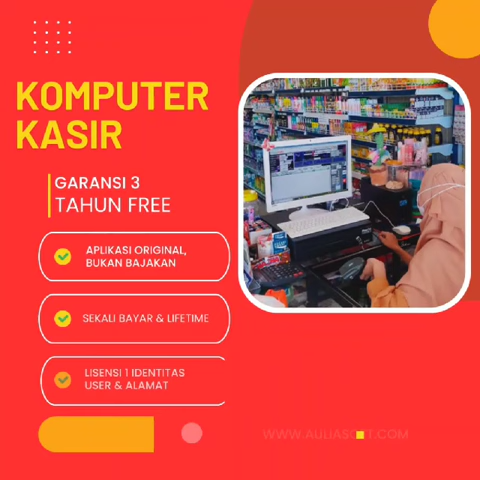 KOMPUTER
KASIR
GARANSI 3
TAHUN FREE
APLIKASI ORIGINAL,
BUKAN BAJAKAN
SEKALI BAYAR & LIFETIME
LISENSI 1 IDENTITAS
USER & ALAMAT